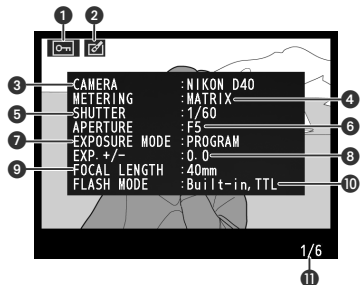 1 2
3 CAMERA :NIKON D40
METERING :MATRIX 4
5 SHUTTER :1/60
APERTURE :F5 6
7 EXPOSURE MODE :PROGRAM
EXP.+/- :0.0 8
9 FOCAL LENGTH :40mm
FLASH MODE :Built-in,TTL 10
1/6
11